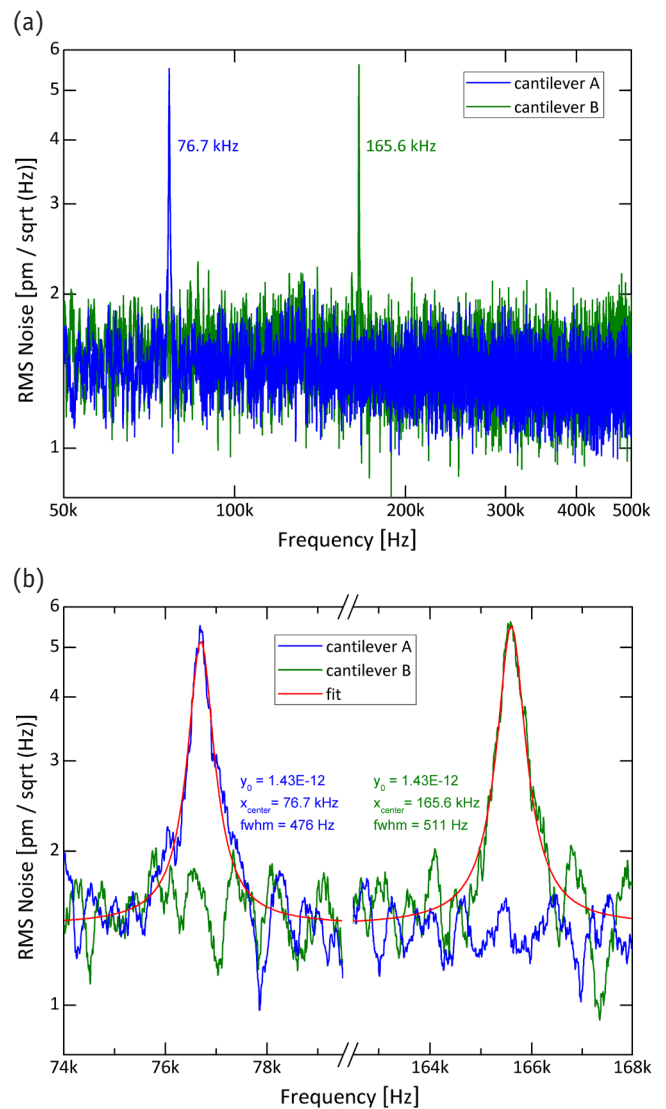 (a)
6
5
4
3
2
1
RMS Noise [pm / sqrt (Hz)]
cantilever A
cantilever B
76.7 kHz
165.6 kHz
50k
100k
200k
300k
400k
500k
Frequency [Hz]
(b)
6
5
4
3
2
1
RMS Noise [pm / sqrt (Hz)]
cantilever A
cantilever B
fit
y0 = 1.43E-12
xcenter= 76.7 kHz
fwhm = 476 Hz
y0 = 1.43E-12
xcenter= 165.6 kHz
fwhm = 511 Hz
74k
76k
78k
164k
166k
168k
Frequency [Hz]